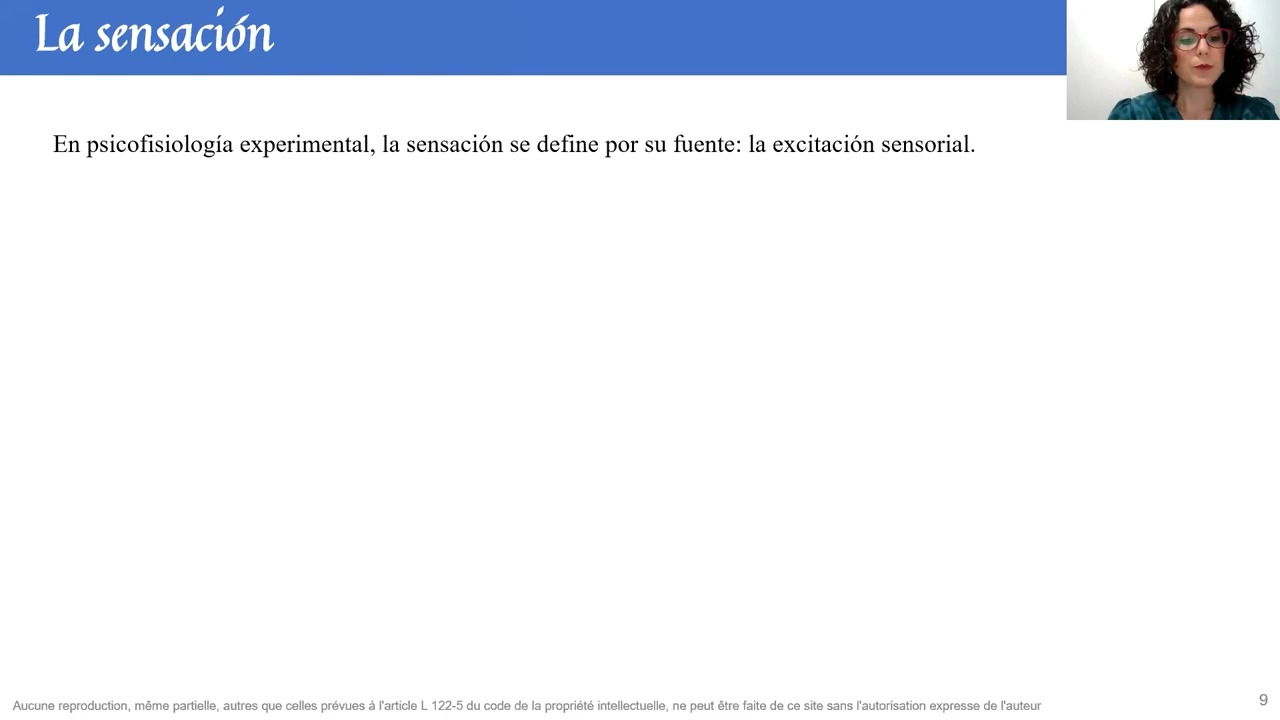 La sensación
En psicofisiología experimental, la sensación se define por su fuente: la excitación sensorial.
Aucune reproduction, même partielle, autres que celles prévues à l'article L 122-5 du code de la propriété intellectuelle, ne peut être faite de ce site sans l'autorisation expresse de l'auteur
9